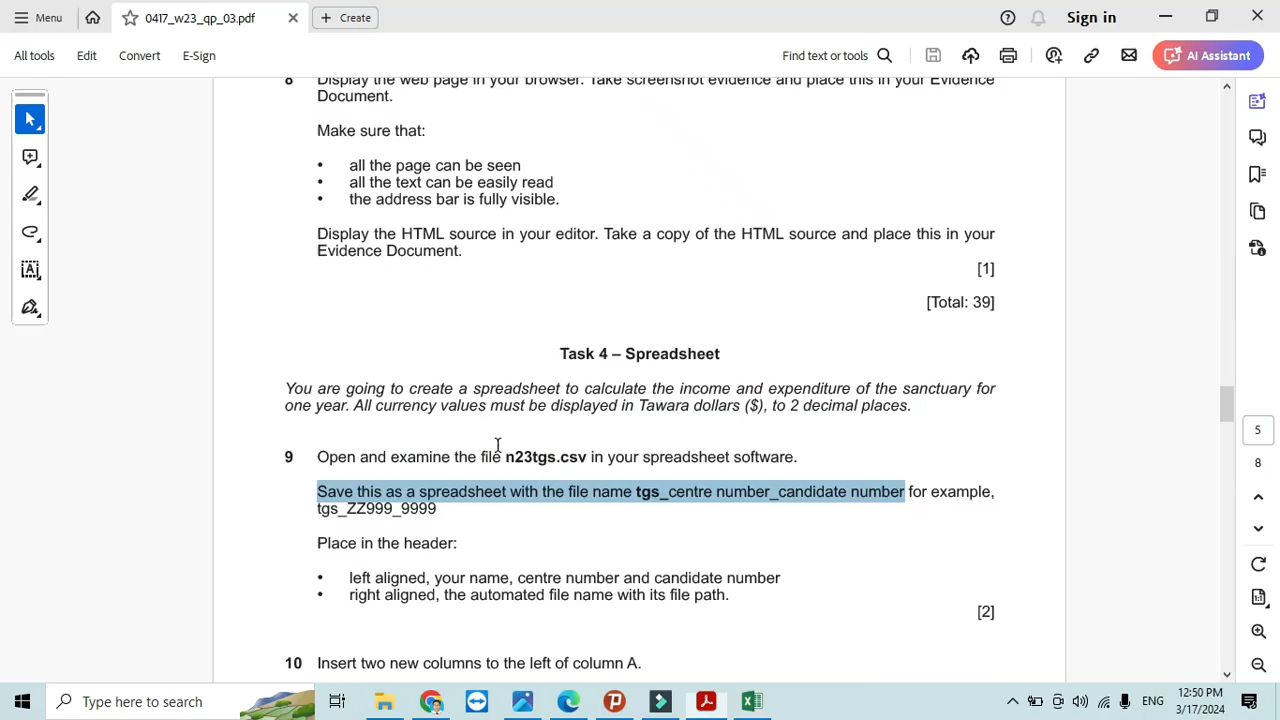 Menu
0417_w23_qp_03.pdf
Create
Sign in
All tools
Edit
Convert
E-Sign
Find text or tools
AI Assistant
8 Display the web page in your browser. Take screenshot evidence and place this in your Evidence
Document.
Make sure that:
• all the page can be seen
• all the text can be easily read
• the address bar is fully visible.
Display the HTML source in your editor. Take a copy of the HTML source and place this in your
Evidence Document.
[1]
[Total: 39]
Task 4 – Spreadsheet
You are going to create a spreadsheet to calculate the income and expenditure of the sanctuary for
one year. All currency values must be displayed in Tawara dollars ($), to 2 decimal places.
9 Open and examine the file n23tgs.csv in your spreadsheet software.
Save this as a spreadsheet with the file name tgs_centre number_candidate number for example,
tgs_ZZ999_9999
Place in the header:
• left aligned, your name, centre number and candidate number
• right aligned, the automated file name with its file path.
[2]
10 Insert two new columns to the left of column A.
5
8
Type here to search
ENG
12:50 PM
3/17/2024